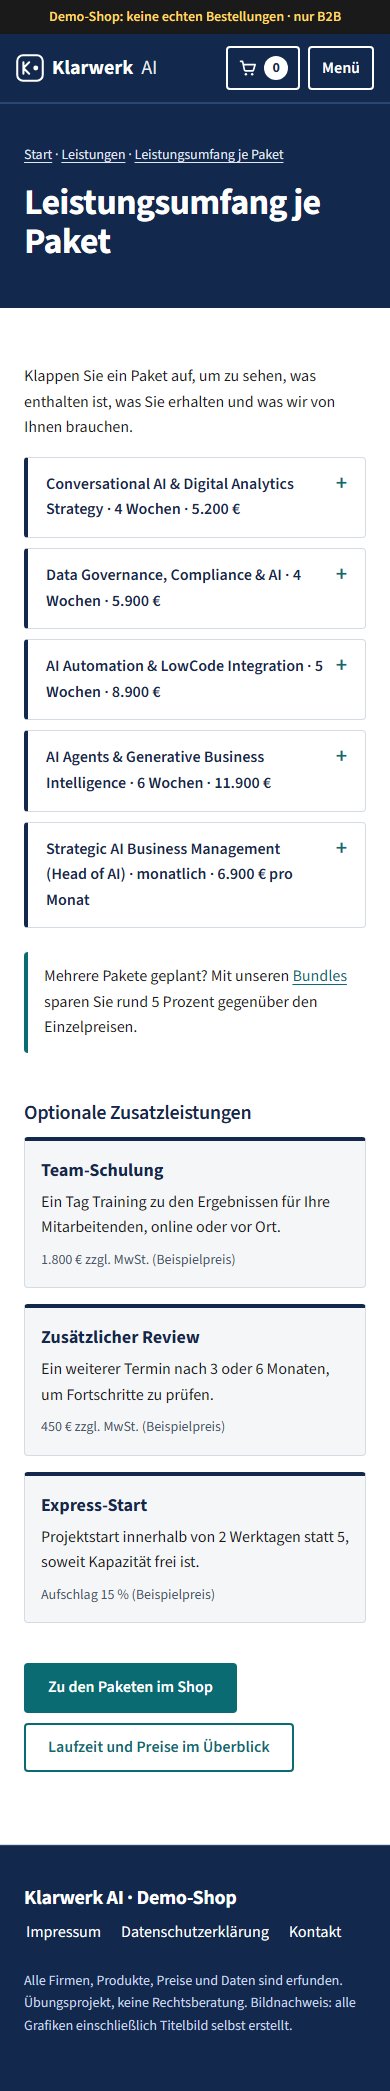 Demo-Shop: keine echten Bestellungen · nur B2B
K Klarwerk AI
0
Menü
Start · Leistungen · Leistungsumfang je Paket
Leistungsumfang je
Paket
Klappen Sie ein Paket auf, um zu sehen, was
enthalten ist, was Sie erhalten und was wir von
Ihnen brauchen.
Conversational AI & Digital Analytics +
Strategy · 4 Wochen · 5.200 €
Data Governance, Compliance & AI · 4 +
Wochen · 5.900 €
AI Automation & LowCode Integration · 5 +
Wochen · 8.900 €
AI Agents & Generative Business +
Intelligence · 6 Wochen · 11.900 €
Strategic AI Business Management +
(Head of AI) · monatlich · 6.900 € pro
Monat
Mehrere Pakete geplant? Mit unseren Bundles
sparen Sie rund 5 Prozent gegenüber den
Einzelpreisen.
Optionale Zusatzleistungen
Team-Schulung
Ein Tag Training zu den Ergebnissen für Ihre
Mitarbeitenden, online oder vor Ort.
1.800 € zzgl. MwSt. (Beispielpreis)
Zusätzlicher Review
Ein weiterer Termin nach 3 oder 6 Monaten,
um Fortschritte zu prüfen.
450 € zzgl. MwSt. (Beispielpreis)
Express-Start
Projektstart innerhalb von 2 Werktagen statt 5,
soweit Kapazität frei ist.
Aufschlag 15 % (Beispielpreis)
Zu den Paketen im Shop
Laufzeit und Preise im Überblick
Klarwerk AI · Demo-Shop
Impressum Datenschutzerklärung Kontakt
Alle Firmen, Produkte, Preise und Daten sind erfunden.
Übungsprojekt, keine Rechtsberatung. Bildnachweis: alle
Grafiken einschließlich Titelbild selbst erstellt.